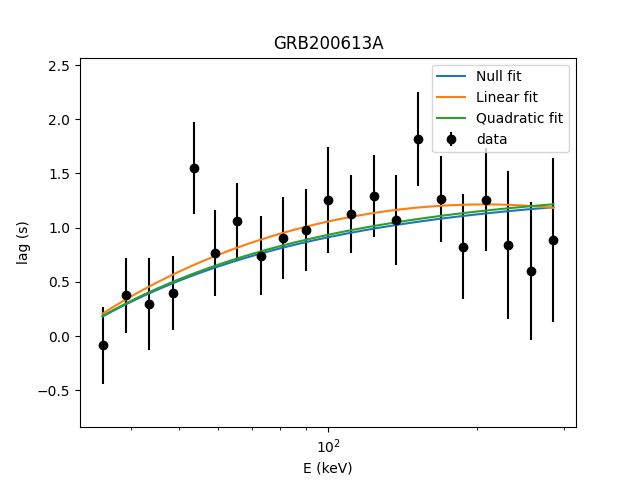 GRB200613A
2.5
2.0
1.5
1.0
0.5
0.0
−0.5
lag (s)
Null fit
Linear fit
Quadratic fit
data
10²
E (keV)